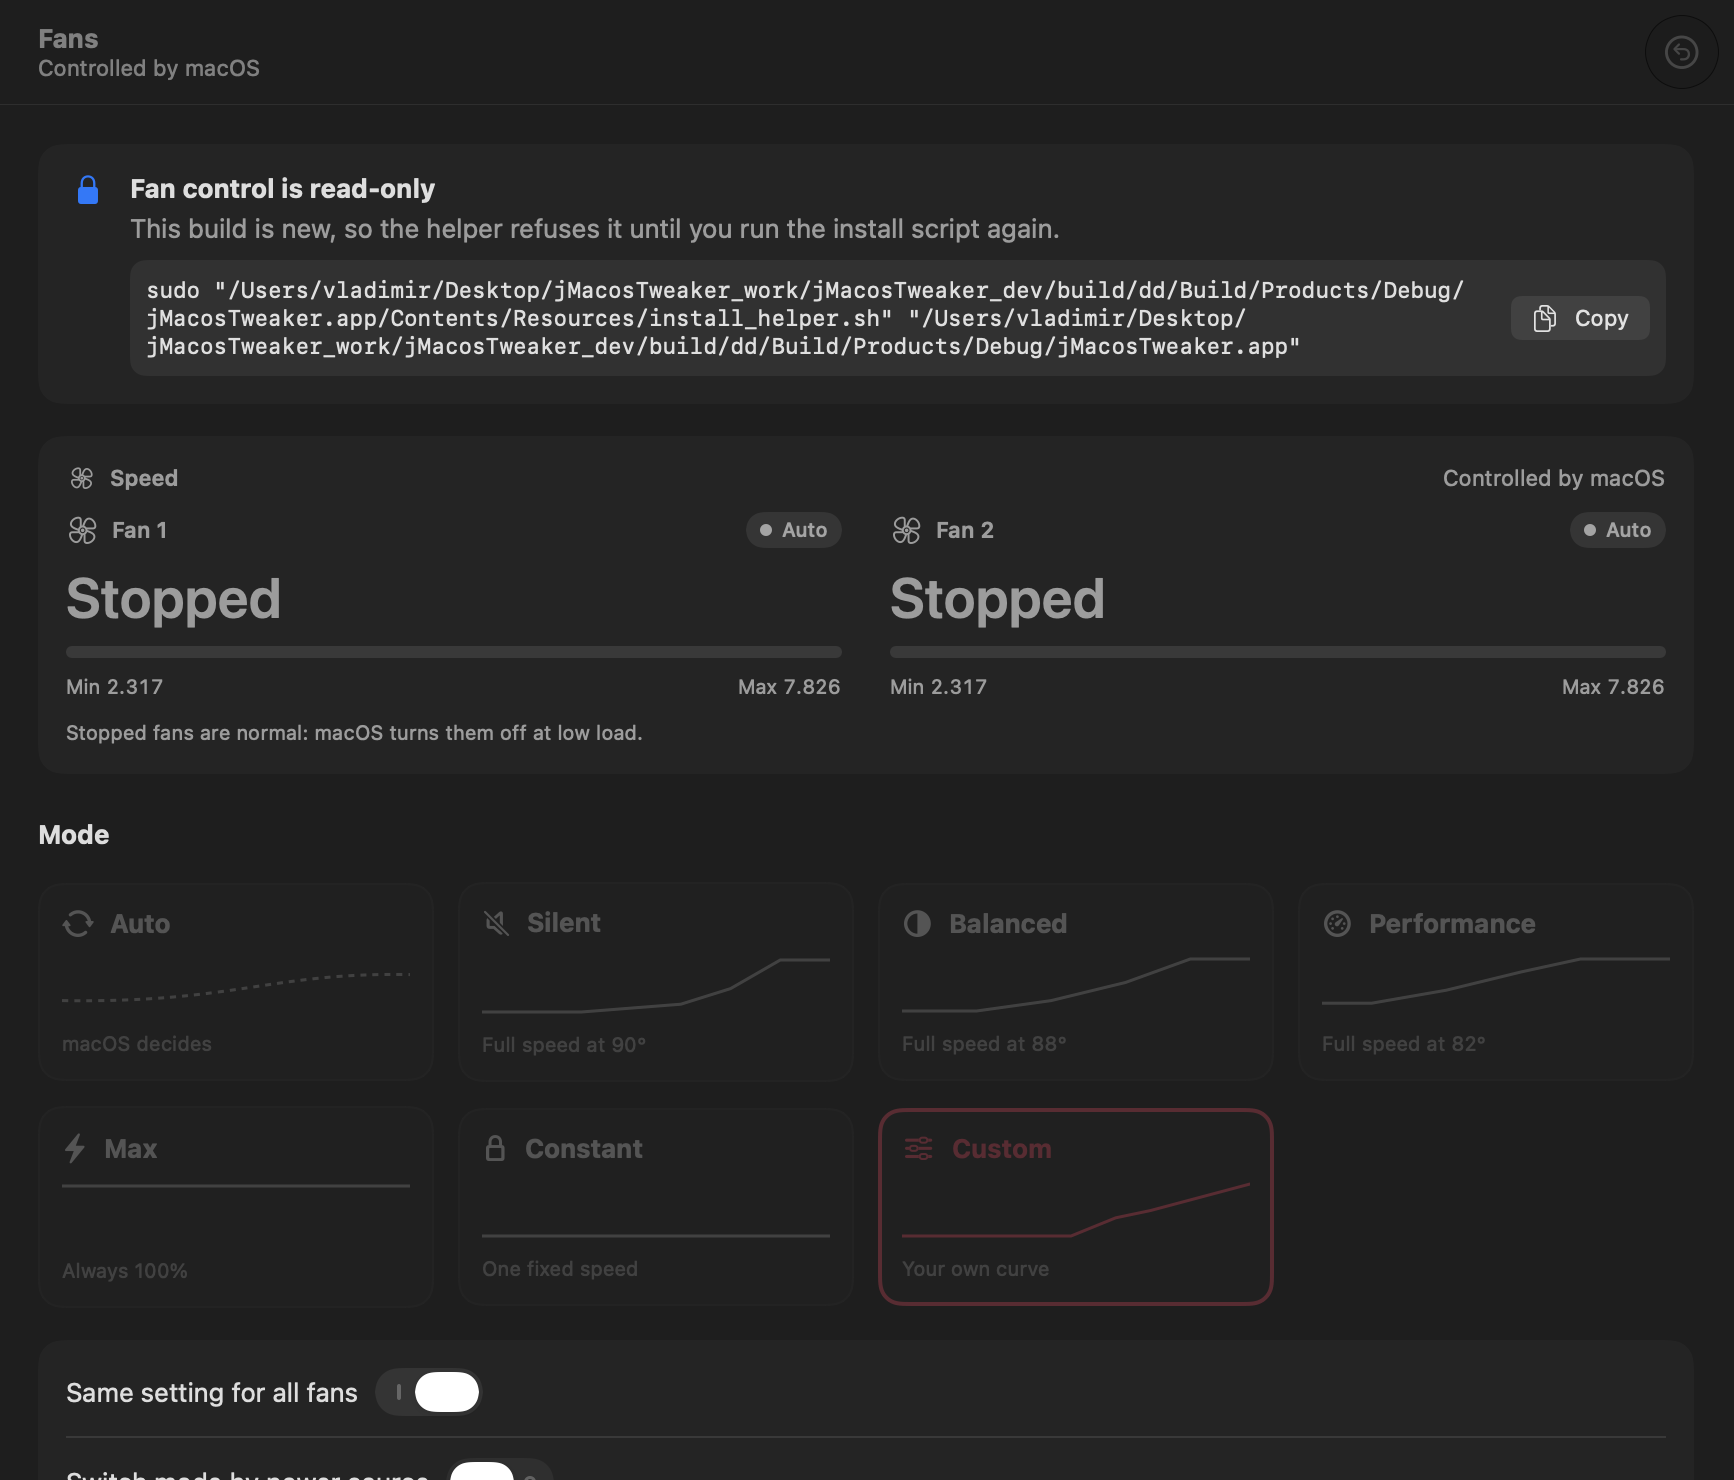 Fans
Controlled by macOS
Fan control is read-only
This build is new, so the helper refuses it until you run the install script again.
sudo "/Users/vladimir/Desktop/jMacosTweaker_work/jMacosTweaker_dev/build/dd/Build/Products/Debug/
jMacosTweaker.app/Contents/Resources/install_helper.sh" "/Users/vladimir/Desktop/
jMacosTweaker_work/jMacosTweaker_dev/build/dd/Build/Products/Debug/jMacosTweaker.app"
Copy
Speed
Controlled by macOS
Fan 1
Auto
Fan 2
Auto
Stopped
Stopped
Min 2.317
Max 7.826
Min 2.317
Max 7.826
Stopped fans are normal: macOS turns them off at low load.
Mode
Auto
macOS decides
Silent
Full speed at 90°
Balanced
Full speed at 88°
Performance
Full speed at 82°
Max
Always 100%
Constant
One fixed speed
Custom
Your own curve
Same setting for all fans
Switch mode by power source